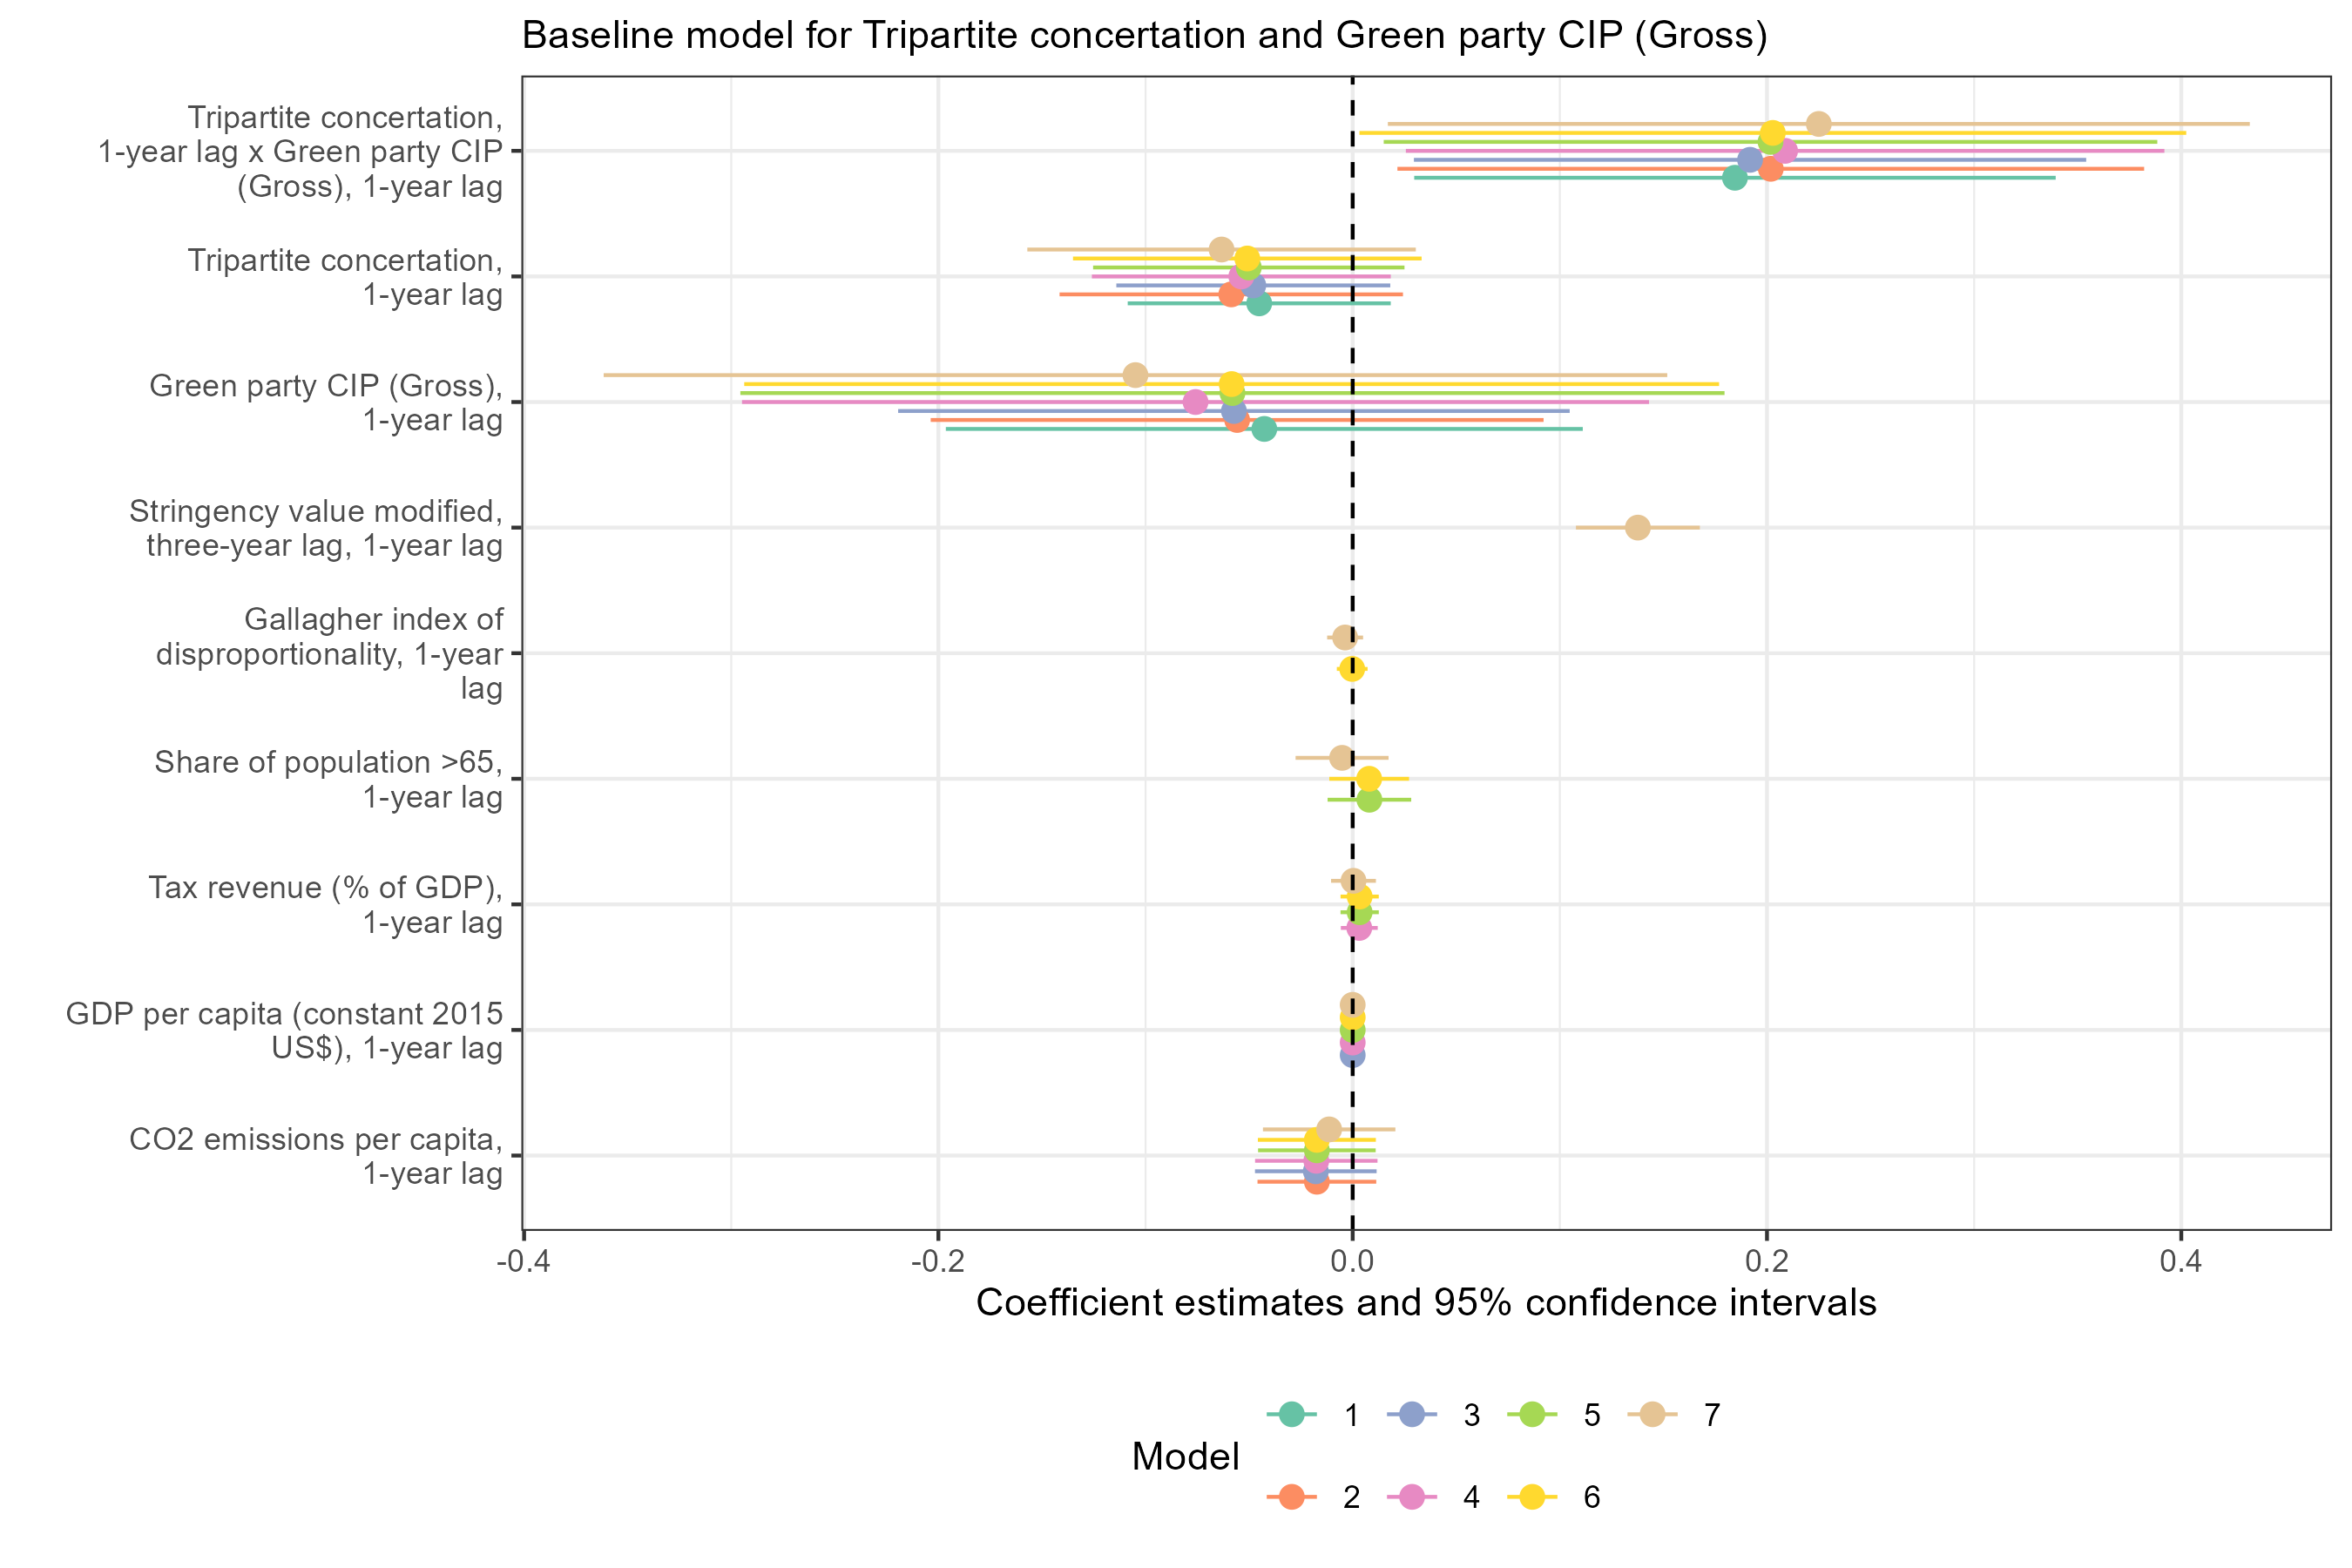 Baseline model for Tripartite concertation and Green party CIP (Gross)
Tripartite concertation,
1-year lag x Green party CIP
(Gross), 1-year lag
Tripartite concertation,
1-year lag
Green party CIP (Gross),
1-year lag
Stringency value modified,
three-year lag, 1-year lag
Gallagher index of
disproportionality, 1-year
lag
Share of population >65,
1-year lag
Tax revenue (% of GDP),
1-year lag
GDP per capita (constant 2015
US$), 1-year lag
CO2 emissions per capita,
1-year lag
-0.4 -0.2 0.0 0.2 0.4
Coefficient estimates and 95% confidence intervals
1 3 5 7
Model
2 4 6